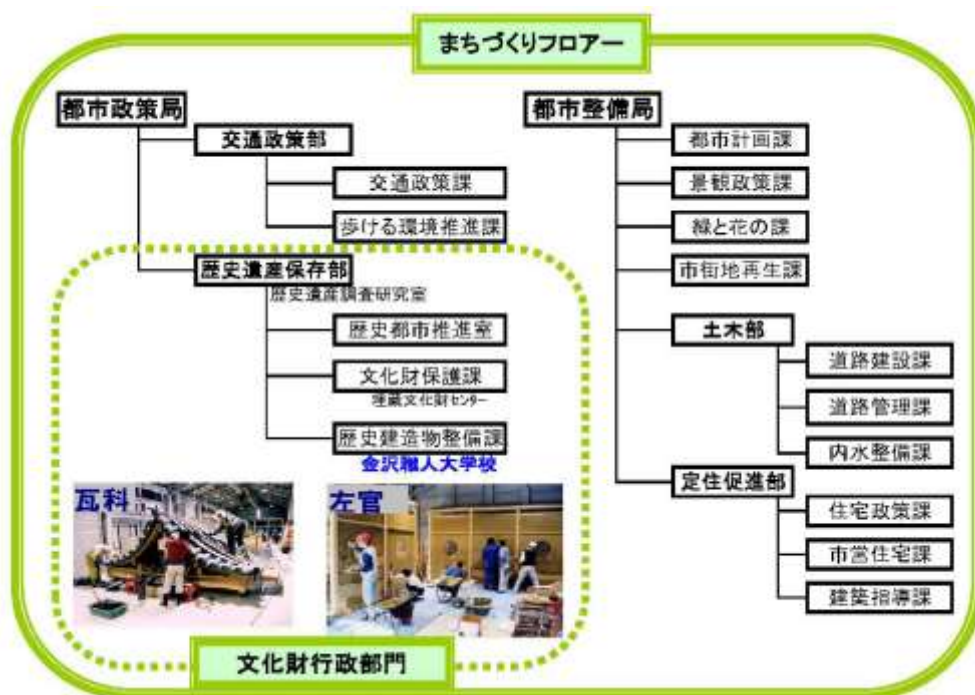 まちづくりフロアー
都市政策局
交通政策部
交通政策課
歩ける環境推進課
歴史遺産保存部
歴史遺産調査研究室
歴史都市推進室
文化財保護課
埋蔵文化財センター
歴史建造物整備課
金沢職人大学校
瓦科
左官
文化財行政部門
都市整備局
都市計画課
景観政策課
緑と花の課
市街地再生課
土木部
道路建設課
道路管理課
内水整備課
定住促進部
住宅政策課
市営住宅課
建築指導課